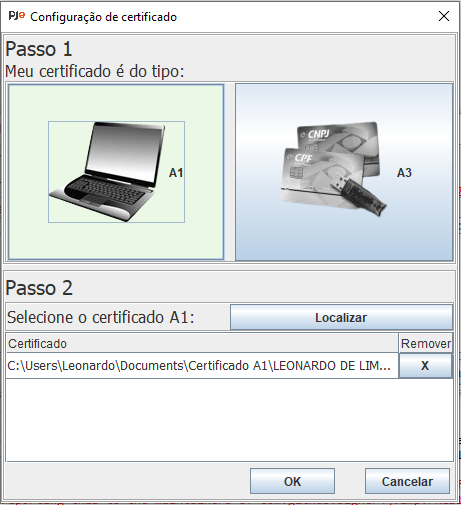 PJe Configuração de certificado
Passo 1
Meu certificado é do tipo:
A1
CNPJ
CPF
A3
Passo 2
Selecione o certificado A1:
Localizar
Certificado
Remover
C:\Users\Leonardo\Documents\Certificado A1\LEONARDO DE LIM...
X
OK
Cancelar